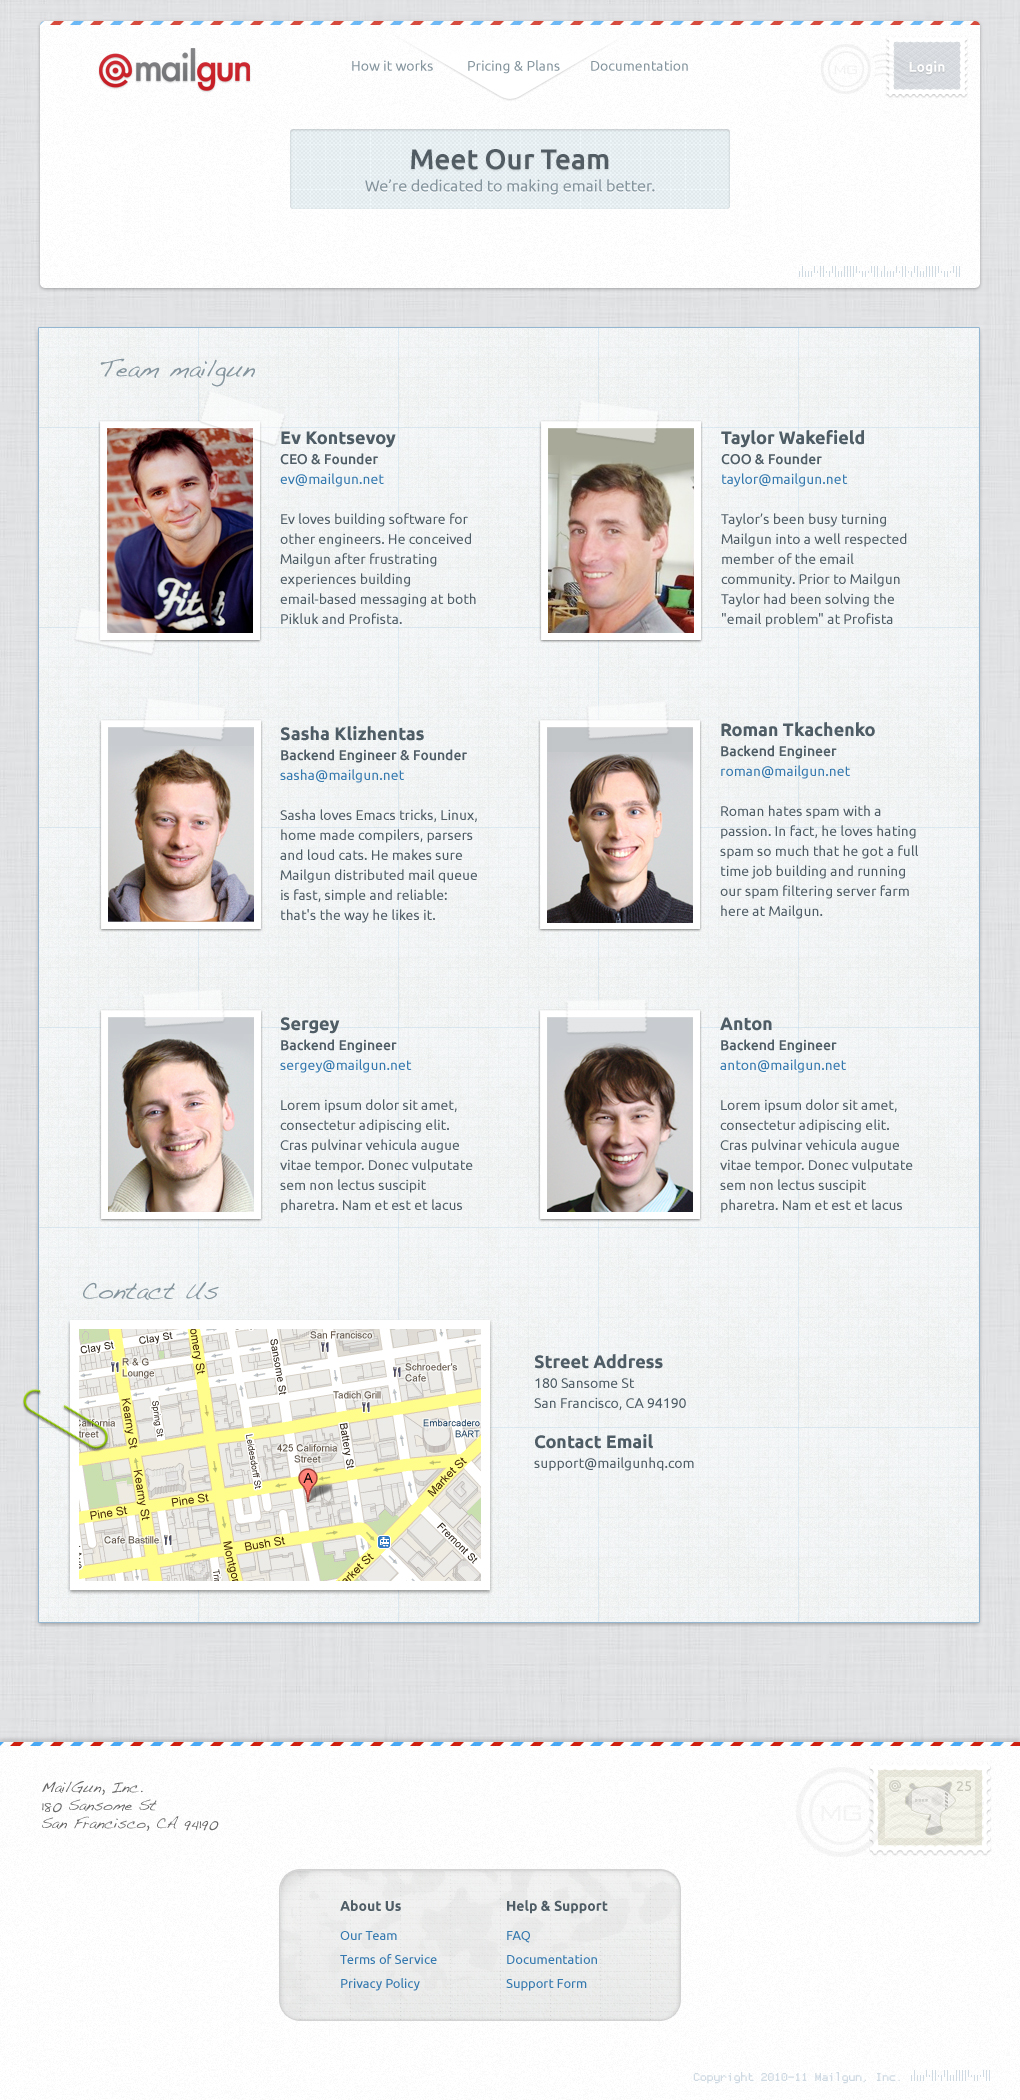 @mailgun
How it works
Pricing & Plans
Documentation
MG
Login
Meet Our Team
We're dedicated to making email better.
Team mailgun
Ev Kontsevoy
CEO & Founder
ev@mailgun.net
Ev loves building software for
other engineers. He conceived
Mailgun after frustrating
experiences building
email-based messaging at both
Pikluk and Profista.
Taylor Wakefield
COO & Founder
taylor@mailgun.net
Taylor's been busy turning
Mailgun into a well respected
member of the email
community. Prior to Mailgun
Taylor had been solving the
"email problem" at Profista
Sasha Klizhentas
Backend Engineer & Founder
sasha@mailgun.net
Sasha loves Emacs tricks, Linux,
home made compilers, parsers
and loud cats. He makes sure
Mailgun distributed mail queue
is fast, simple and reliable:
that's the way he likes it.
Roman Tkachenko
Backend Engineer
roman@mailgun.net
Roman hates spam with a
passion. In fact, he loves hating
spam so much that he got a full
time job building and running
our spam filtering server farm
here at Mailgun.
Sergey
Backend Engineer
sergey@mailgun.net
Lorem ipsum dolor sit amet,
consectetur adipiscing elit.
Cras pulvinar vehicula augue
vitae tempor. Donec vulputate
sem non lectus suscipit
pharetra. Nam et est et lacus
Anton
Backend Engineer
anton@mailgun.net
Lorem ipsum dolor sit amet,
consectetur adipiscing elit.
Cras pulvinar vehicula augue
vitae tempor. Donec vulputate
sem non lectus suscipit
pharetra. Nam et est et lacus
Contact Us
Clay St
Clay St
omery St
Sansome St
San Francisco
R & G
Lounge
Schroeder's
Cafe
Tadich Grill
Kearny St
Spring St
California
treet
Leidesdorff St
Battery St
Embarcadero
BART
425 California
Street
A
Kearny St
Market St
Pine St
Pine St
Cafe Bastille
Bush St
Montgor
Fremont St
arket St
Street Address
180 Sansome St
San Francisco, CA 94190
Contact Email
support@mailgunhq.com
MailGun, Inc.
180 Sansome St
San Francisco, CA 94190
MG
@
25
About Us
Our Team
Terms of Service
Privacy Policy
Help & Support
FAQ
Documentation
Support Form
Copyright 2010-11 Mailgun, Inc.